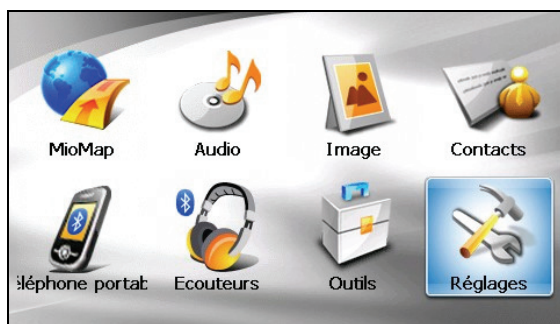 MioMap
Audio
Image
Contacts
éléphone portab
Ecouteurs
Outils
Réglages